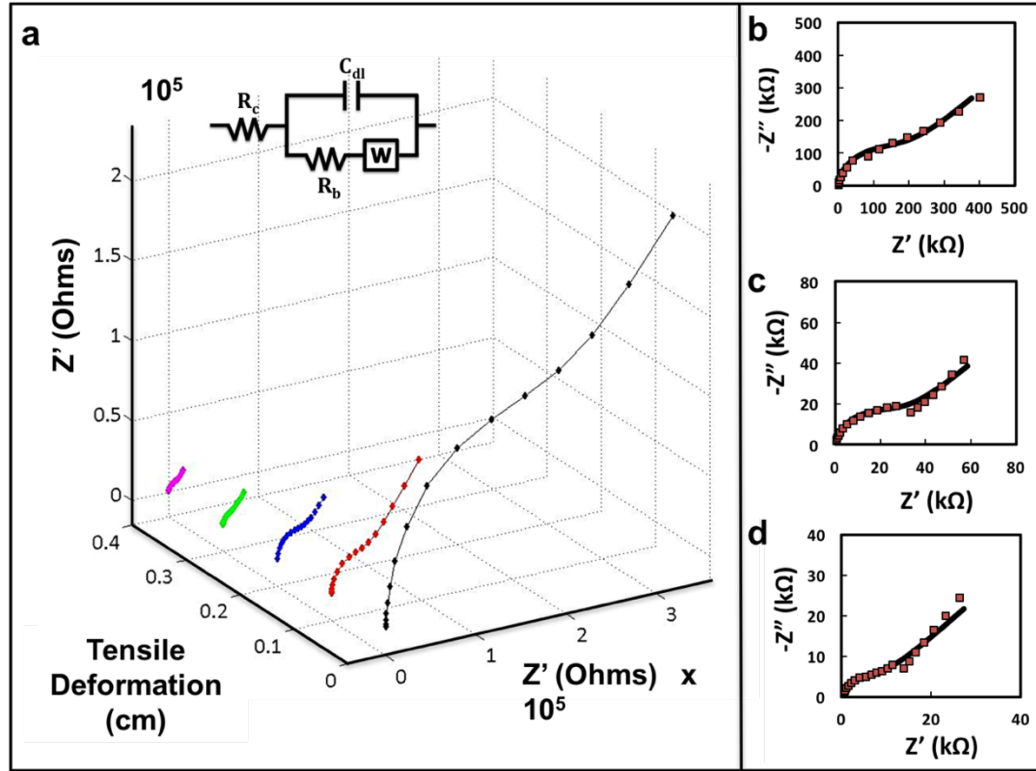 a
10⁵
C_dl
R_c
W
R_b
2
1.5
1
0.5
0
Z' (Ohms)
0.4
0.3
0.2
0.1
0
Tensile
Deformation
(cm)
0
1
2
3
Z' (Ohms) x
10⁵
b
500
400
300
200
100
0
-Z'' (kΩ)
0 100 200 300 400 500
Z' (kΩ)
c
80
60
40
20
0
-Z'' (kΩ)
0 20 40 60 80
Z' (kΩ)
d
40
30
20
10
0
-Z'' (kΩ)
0 20 40
Z' (kΩ)